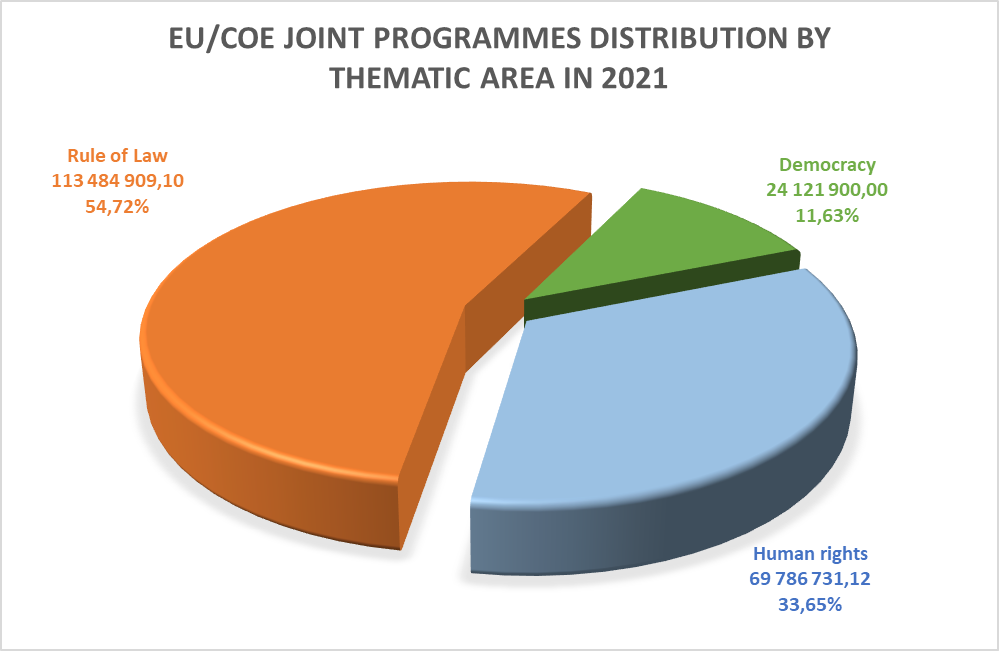 EU/COE JOINT PROGRAMMES DISTRIBUTION BY
THEMATIC AREA IN 2021
Rule of Law
113 484 909,10
54,72%
Democracy
24 121 900,00
11,63%
Human rights
69 786 731,12
33,65%